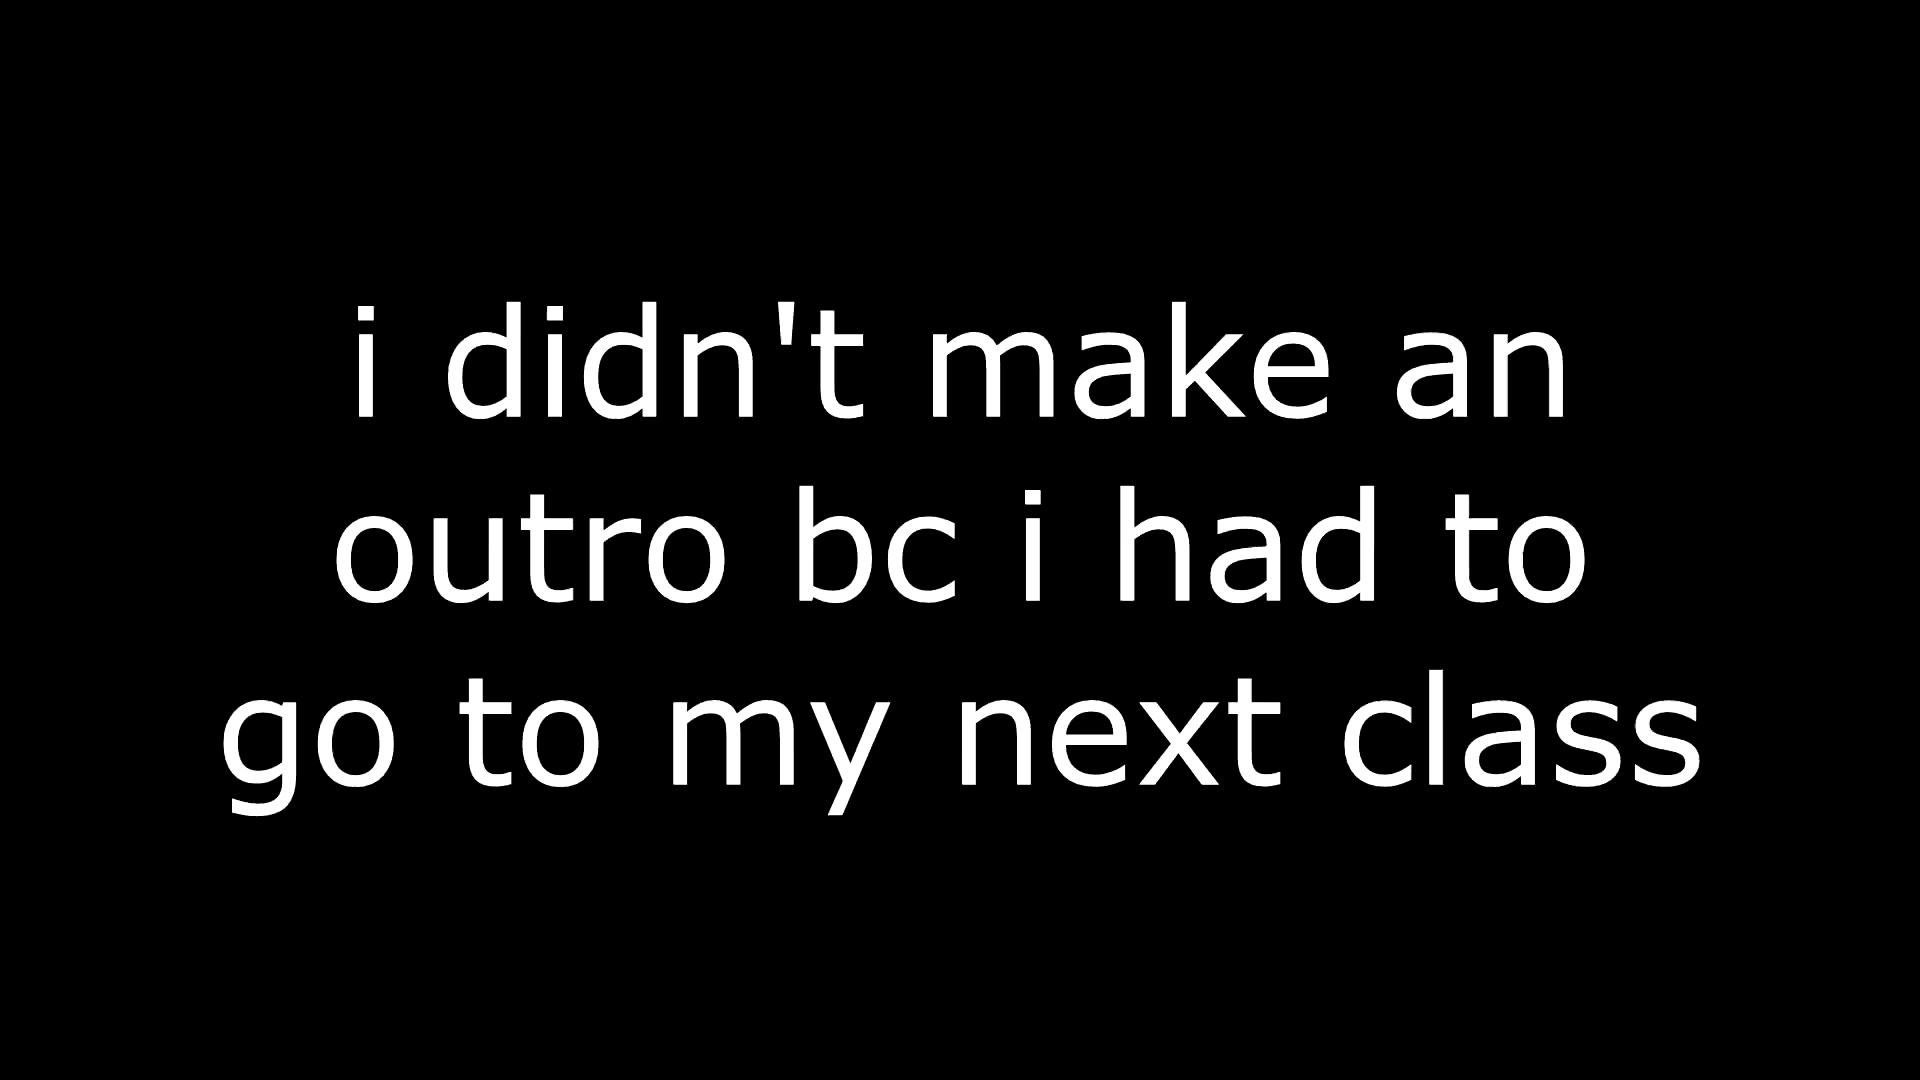 i didn't make an
outro bc i had to
go to my next class